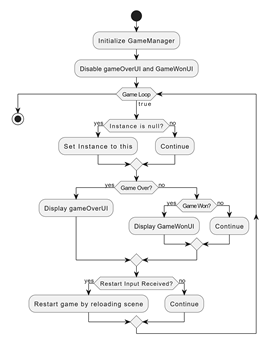 Initialize GameManager
Disable gameOverUI and GameWonUI
Game Loop
true
Instance is null?
yes
no
Set Instance to this
Continue
Game Over?
yes
no
Display gameOverUI
Game Won?
yes
no
Display GameWonUI
Continue
Restart Input Received?
yes
no
Restart game by reloading scene
Continue